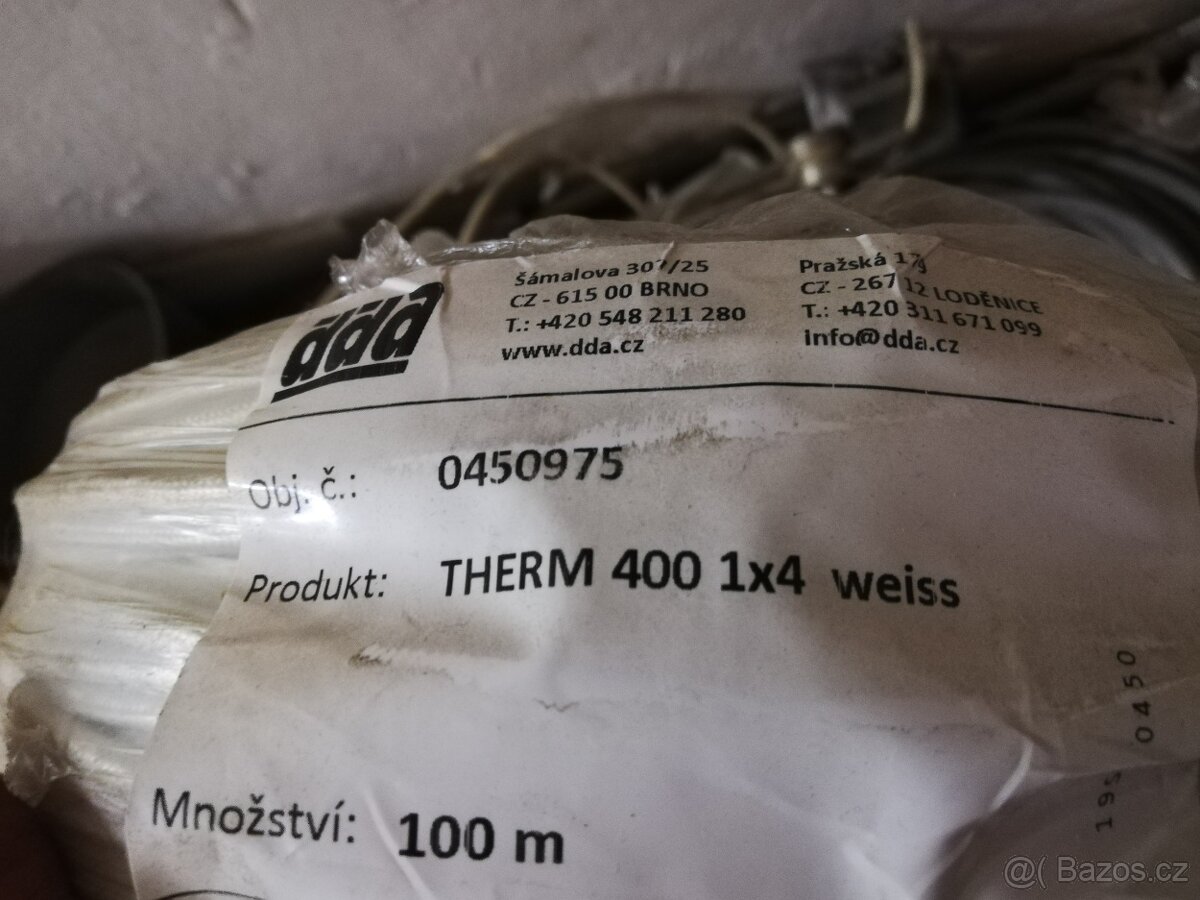 dda
Šámalova 307/25
CZ - 615 00 BRNO
T.: +420 548 211 280
www.dda.cz
Pražská
CZ - 267 12 LODĚNICE
T.: +420 311 671 099
info@dda.cz
Obj. č.: 0450975
Produkt: THERM 400 1x4 weiss
Množství: 100 m
0450
@( Bazos.cz